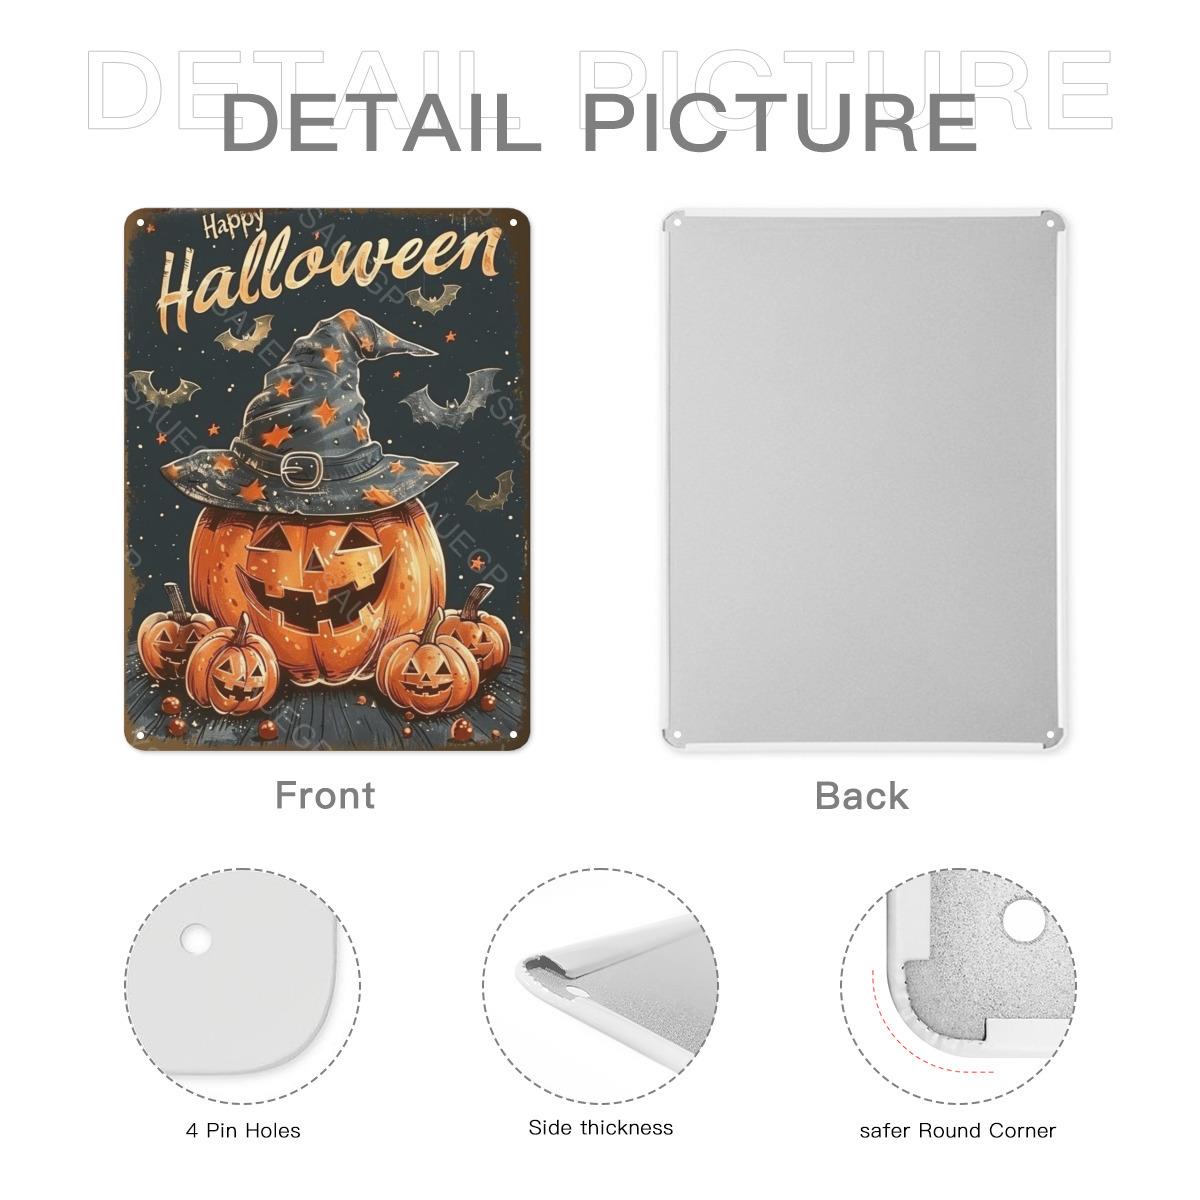 DETAIL PICTURE
DETAIL PICTURE
Happy
Halloween
Front
Back
4 Pin Holes
Side thickness
safer Round Corner